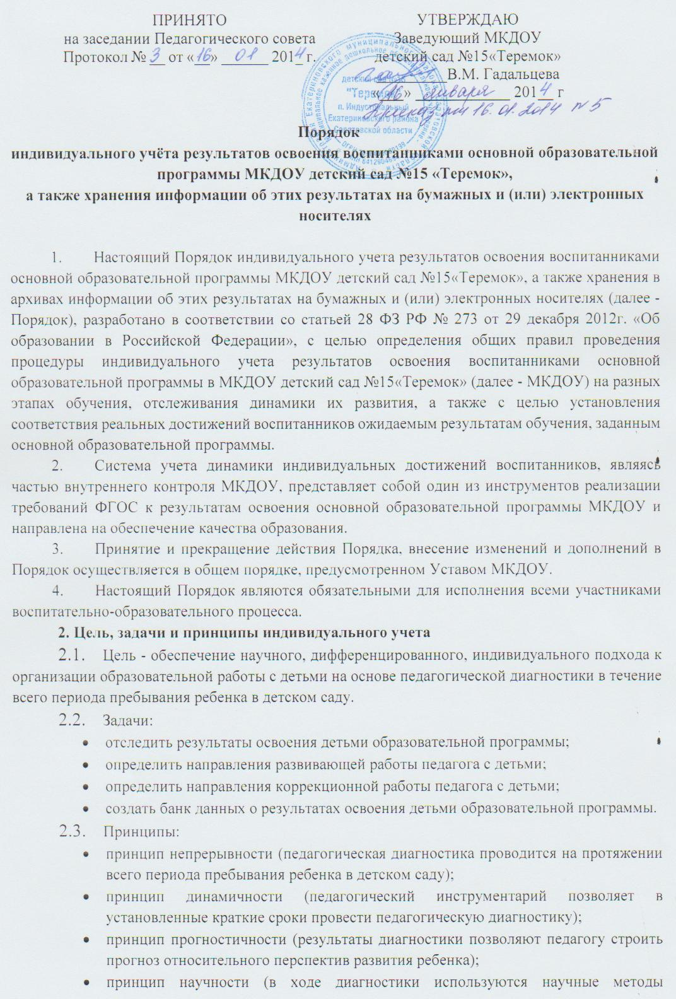 ПРИНЯТО
на заседании Педагогического совета
Протокол № 3 от «16» 01 2014 г.
УТВЕРЖДАЮ
Заведующий МКДОУ
детский сад №15«Теремок»
В.М. Гадальцева
«16» января 2014 г
Приказ от 16.01.2014 №5
детский сад №15
"Теремок"
п. Индустриальный
Екатериновского района
Саратовской области
Порядок
индивидуального учёта результатов освоения воспитанниками основной образовательной
программы МКДОУ детский сад №15 «Теремок»,
а также хранения информации об этих результатах на бумажных и (или) электронных
носителях
1. Настоящий Порядок индивидуального учета результатов освоения воспитанниками
основной образовательной программы МКДОУ детский сад №15«Теремок», а также хранения в
архивах информации об этих результатах на бумажных и (или) электронных носителях (далее -
Порядок), разработано в соответствии со статьей 28 ФЗ РФ № 273 от 29 декабря 2012г. «Об
образовании в Российской Федерации», с целью определения общих правил проведения
процедуры индивидуального учета результатов освоения воспитанниками основной
образовательной программы в МКДОУ детский сад №15«Теремок» (далее - МКДОУ) на разных
этапах обучения, отслеживания динамики их развития, а также с целью установления
соответствия реальных достижений воспитанников ожидаемым результатам обучения, заданным
основной образовательной программы.
2. Система учета динамики индивидуальных достижений воспитанников, являясь
частью внутреннего контроля МКДОУ, представляет собой один из инструментов реализации
требований ФГОС к результатам освоения основной образовательной программы МКДОУ и
направлена на обеспечение качества образования.
3. Принятие и прекращение действия Порядка, внесение изменений и дополнений в
Порядок осуществляется в общем порядке, предусмотренном Уставом МКДОУ.
4. Настоящий Порядок являются обязательными для исполнения всеми участниками
воспитательно-образовательного процесса.
2. Цель, задачи и принципы индивидуального учета
2.1. Цель - обеспечение научного, дифференцированного, индивидуального подхода к
организации образовательной работы с детьми на основе педагогической диагностики в течение
всего периода пребывания ребенка в детском саду.
2.2. Задачи:
• отследить результаты освоения детьми образовательной программы;
• определить направления развивающей работы педагога с детьми;
• определить направления коррекционной работы педагога с детьми;
• создать банк данных о результатах освоения детьми образовательной программы.
2.3. Принципы:
• принцип непрерывности (педагогическая диагностика проводится на протяжении
всего периода пребывания ребенка в детском саду);
• принцип динамичности (педагогический инструментарий позволяет в
установленные краткие сроки провести педагогическую диагностику);
• принцип прогностичности (результаты диагностики позволяют педагогу строить
прогноз относительного перспектив развития ребенка);
• принцип научности (в ходе диагностики используются научные методы